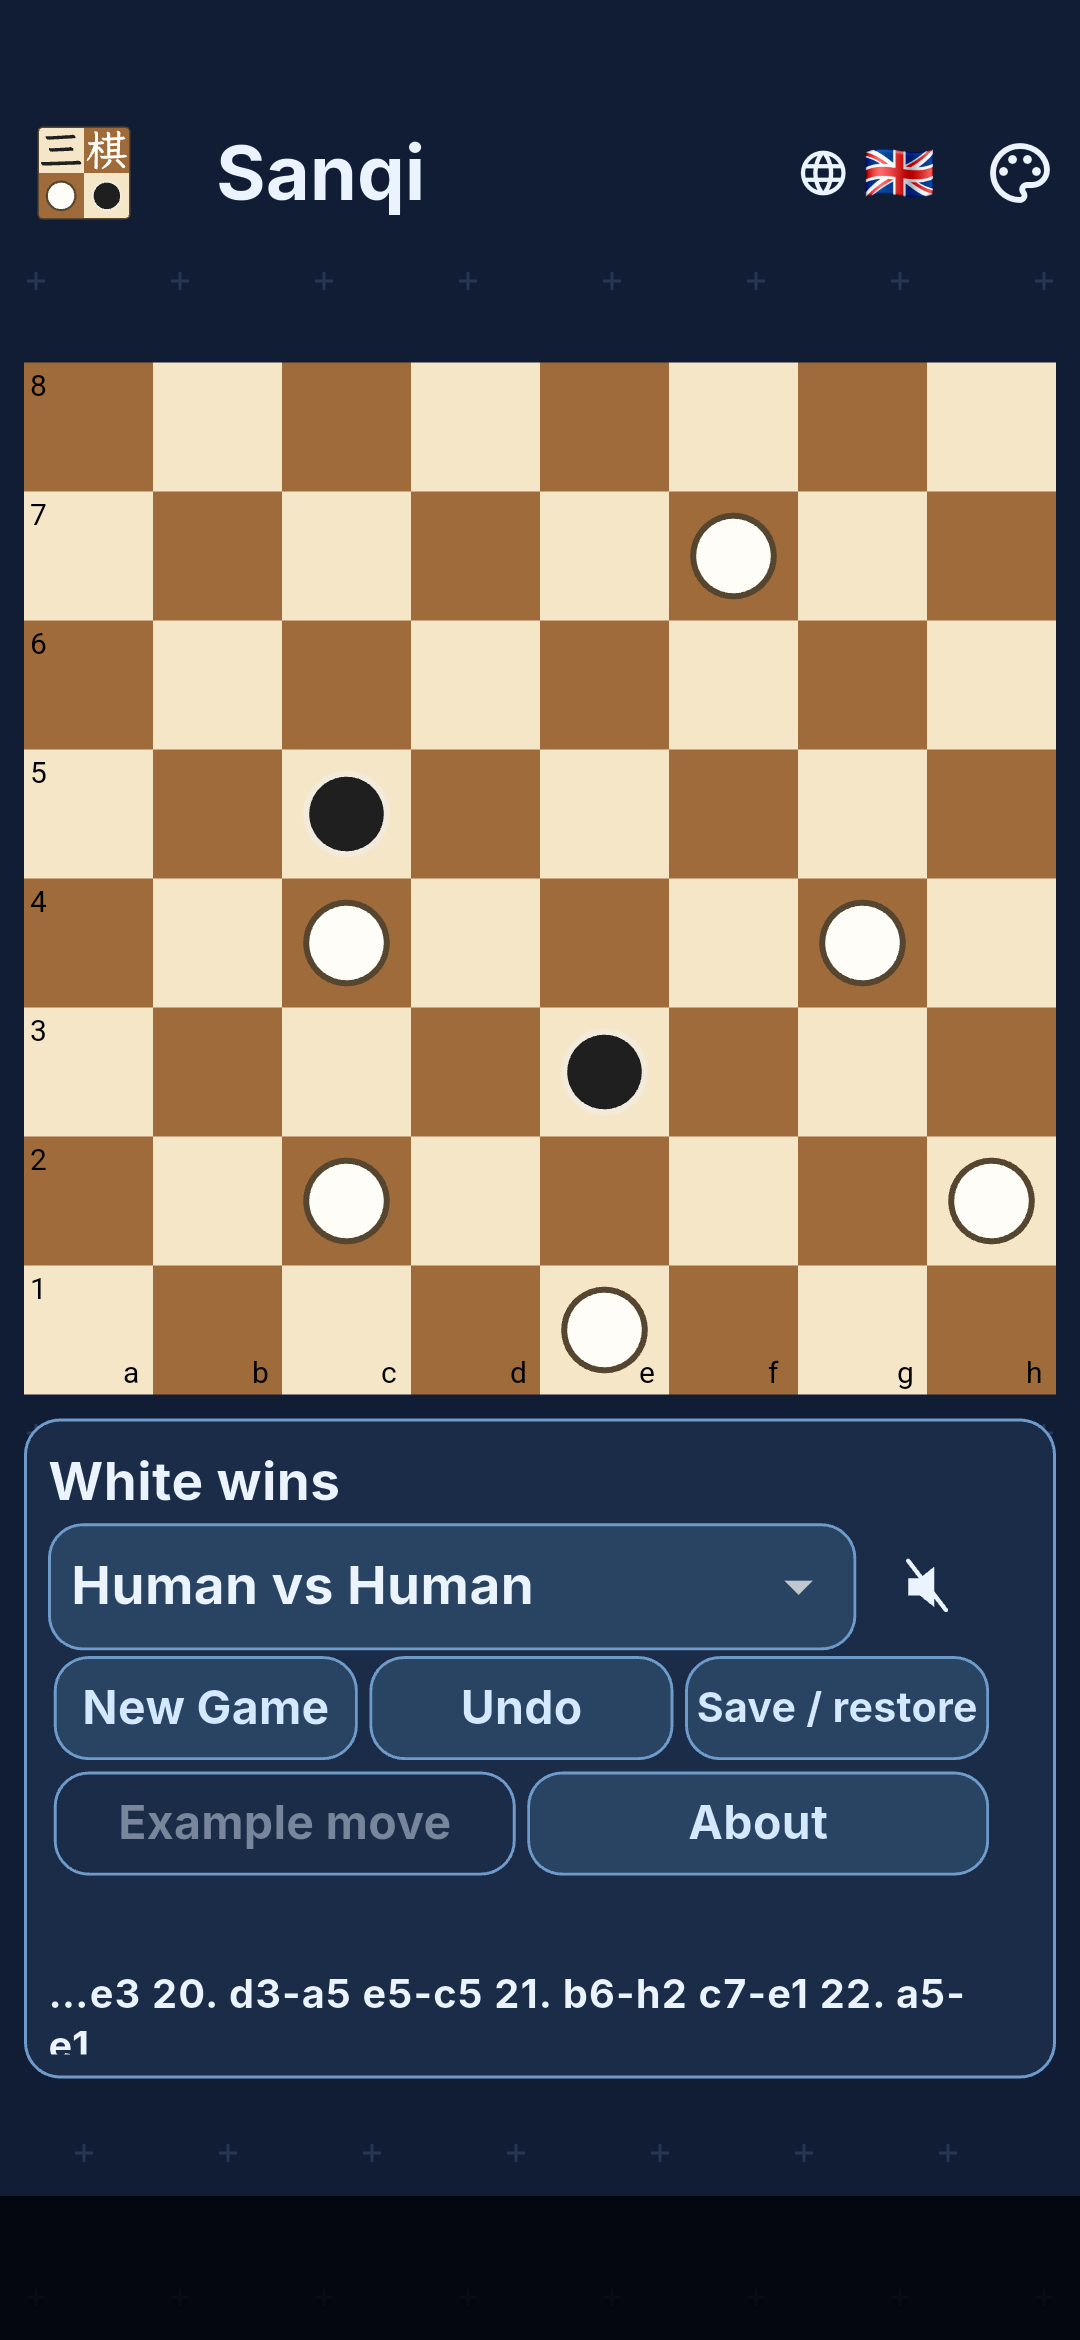 三棋
Sanqi
8
7
6
5
4
3
2
1
a b c d e f g h
White wins
Human vs Human
New Game Undo Save / restore
Example move About
...e3 20. d3-a5 e5-c5 21. b6-h2 c7-e1 22. a5-
e1